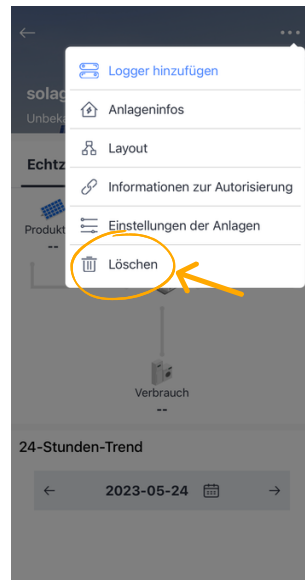 Logger hinzufügen
solag
Anlageninfos
Unbeka
Layout
Echtz
Informationen zur Autorisierung
Produkt
Einstellungen der Anlagen
--
Löschen
Verbrauch
--
24-Stunden-Trend
2023-05-24